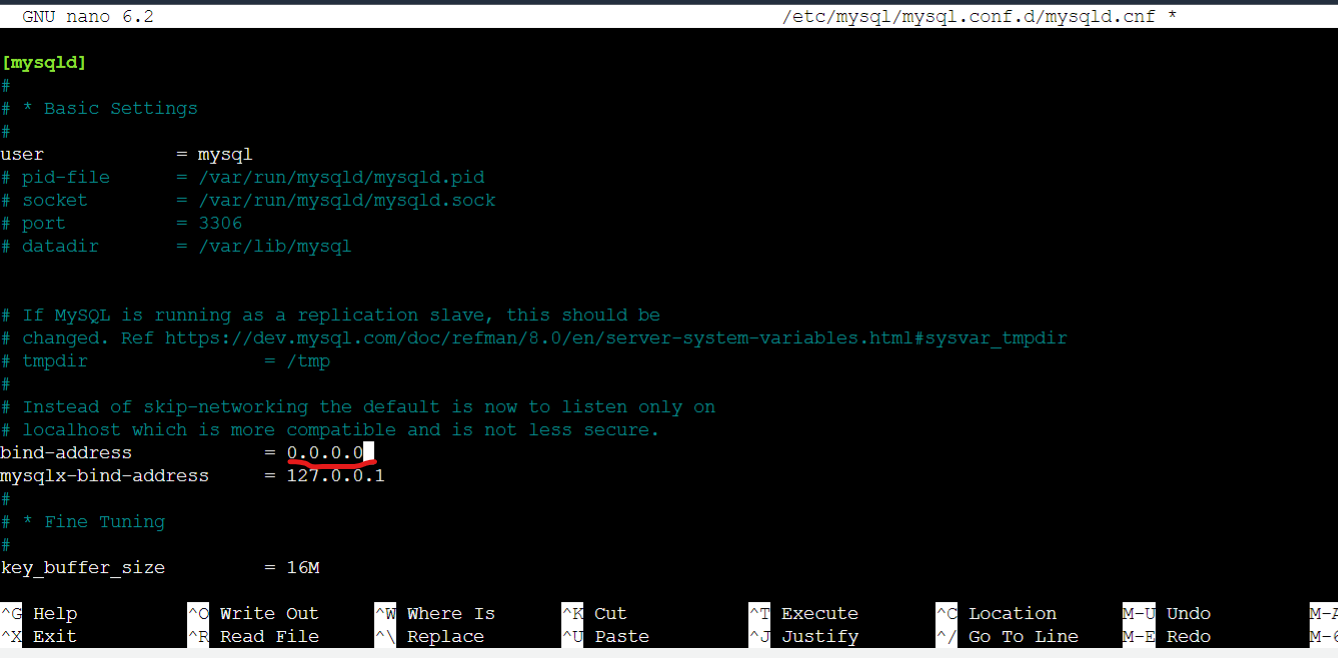 GNU nano 6.2 /etc/mysql/mysql.conf.d/mysqld.cnf *
[mysqld]
#
# * Basic Settings
#
user = mysql
# pid-file = /var/run/mysqld/mysqld.pid
# socket = /var/run/mysqld/mysqld.sock
# port = 3306
# datadir = /var/lib/mysql
# If MySQL is running as a replication slave, this should be
# changed. Ref https://dev.mysql.com/doc/refman/8.0/en/server-system-variables.html#sysvar_tmpdir
# tmpdir = /tmp
#
# Instead of skip-networking the default is now to listen only on
# localhost which is more compatible and is not less secure.
bind-address = 0.0.0.0
mysqlx-bind-address = 127.0.0.1
#
# * Fine Tuning
#
key_buffer_size = 16M
^G Help ^O Write Out ^W Where Is ^K Cut ^T Execute ^C Location M-U Undo
^X Exit ^R Read File ^\ Replace ^U Paste ^J Justify ^/ Go To Line M-E Redo